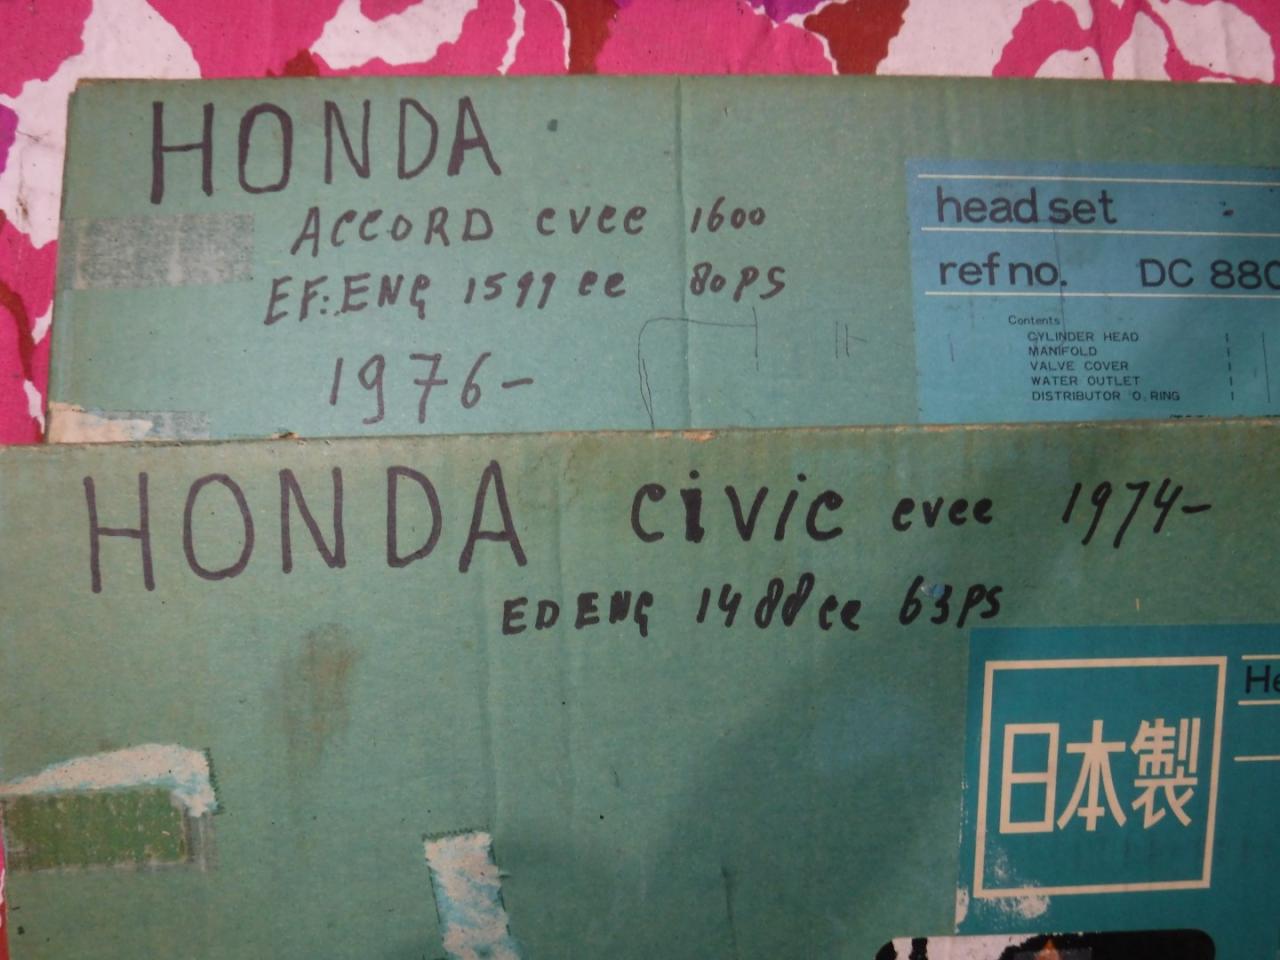 HONDA
ACCORD cvcc 1600
EF: ENG 1599 cc 80PS
1976-
head set
ref no. DC 880
Contents
CYLINDER HEAD
MANIFOLD
VALVE COVER
WATER OUTLET
DISTRIBUTOR O, RING
HONDA CiViC cvcc 1974-
ED ENG 1488cc 63PS
He
日本製